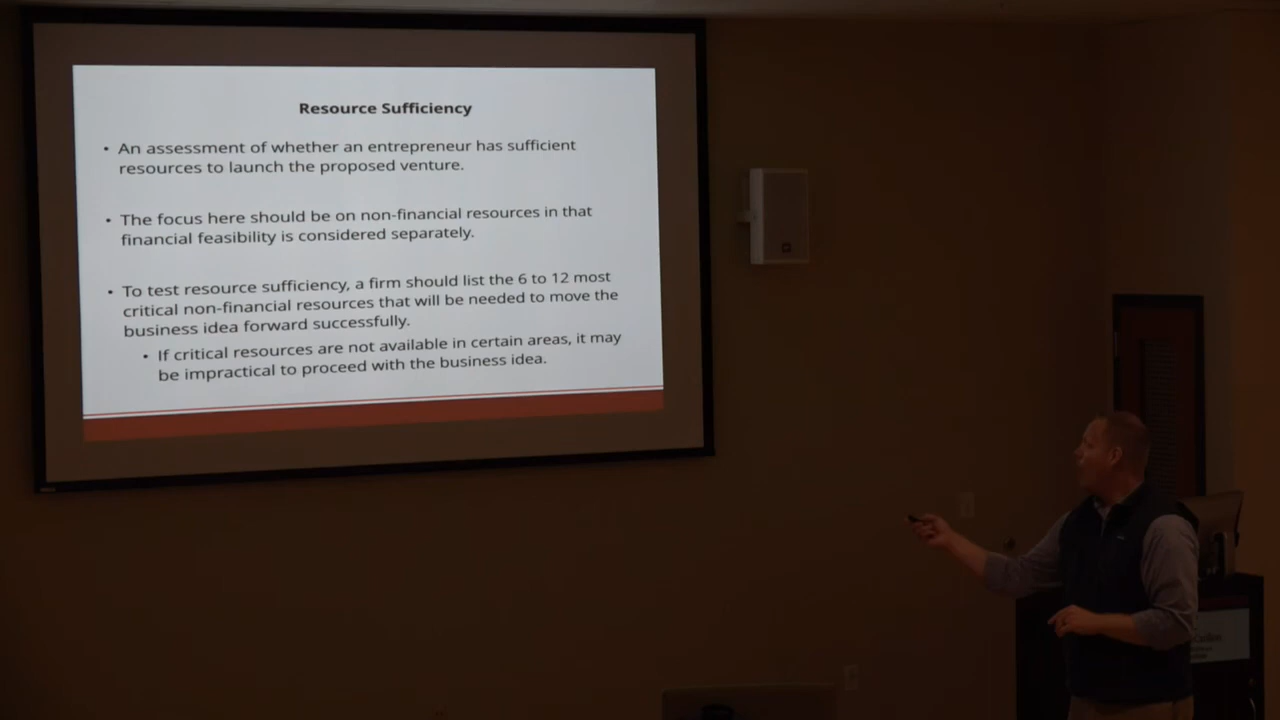 Resource Sufficiency
• An assessment of whether an entrepreneur has sufficient
resources to launch the proposed venture.
• The focus here should be on non-financial resources in that
financial feasibility is considered separately.
• To test resource sufficiency, a firm should list the 6 to 12 most
critical non-financial resources that will be needed to move the
business idea forward successfully.
• If critical resources are not available in certain areas, it may
be impractical to proceed with the business idea.